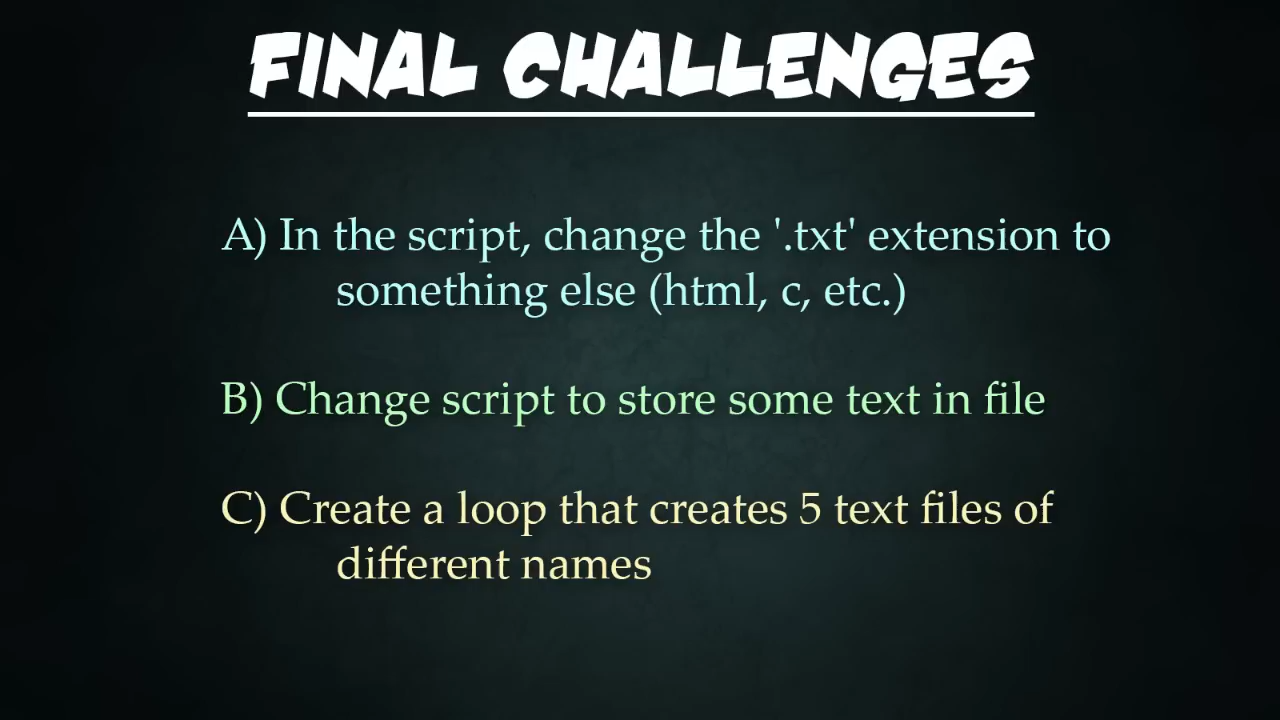 FINAL CHALLENGES
A) In the script, change the '.txt' extension to
something else (html, c, etc.)
B) Change script to store some text in file
C) Create a loop that creates 5 text files of
different names